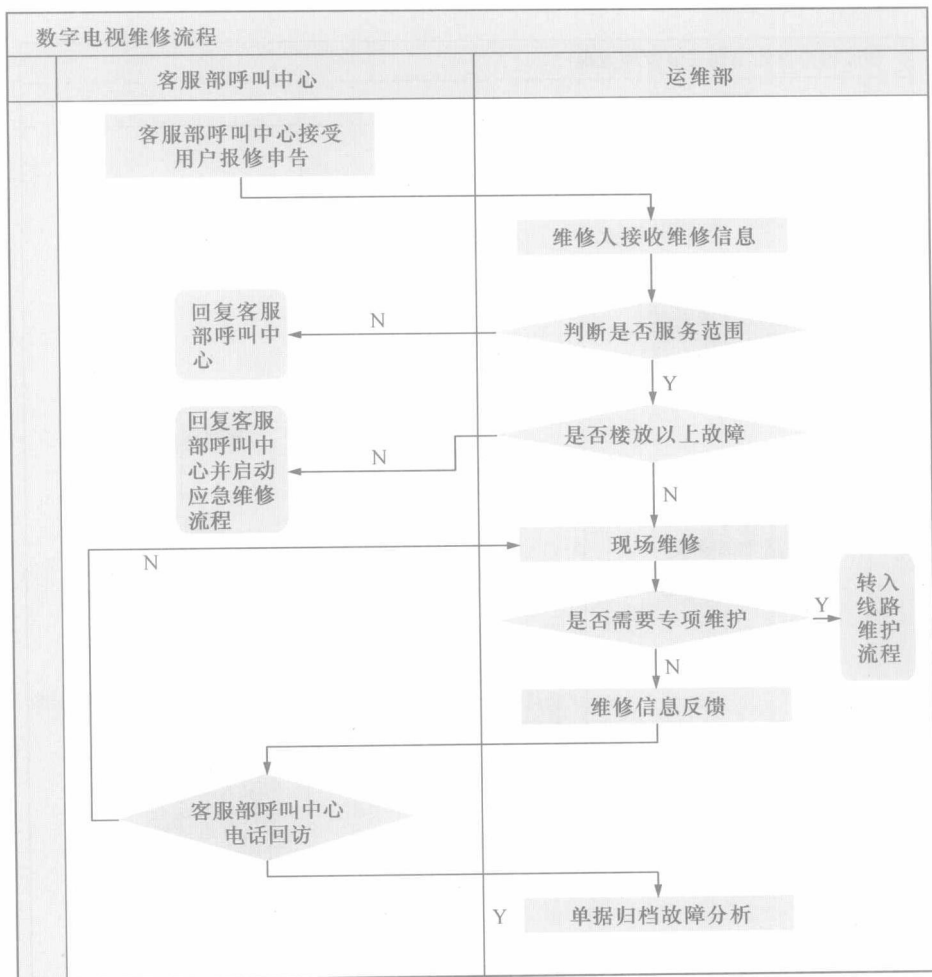 数字电视维修流程
客服部呼叫中心
运维部
客服部呼叫中心接受
用户报修申告
维修人接收维修信息
回复客服
部呼叫中
心
N
判断是否服务范围
Y
回复客服
部呼叫中
心并启动
应急维修
流程
N
是否楼放以上故障
N
N
现场维修
是否需要专项维护
Y
转入
线路
维护
流程
N
维修信息反馈
客服部呼叫中心
电话回访
Y
单据归档故障分析